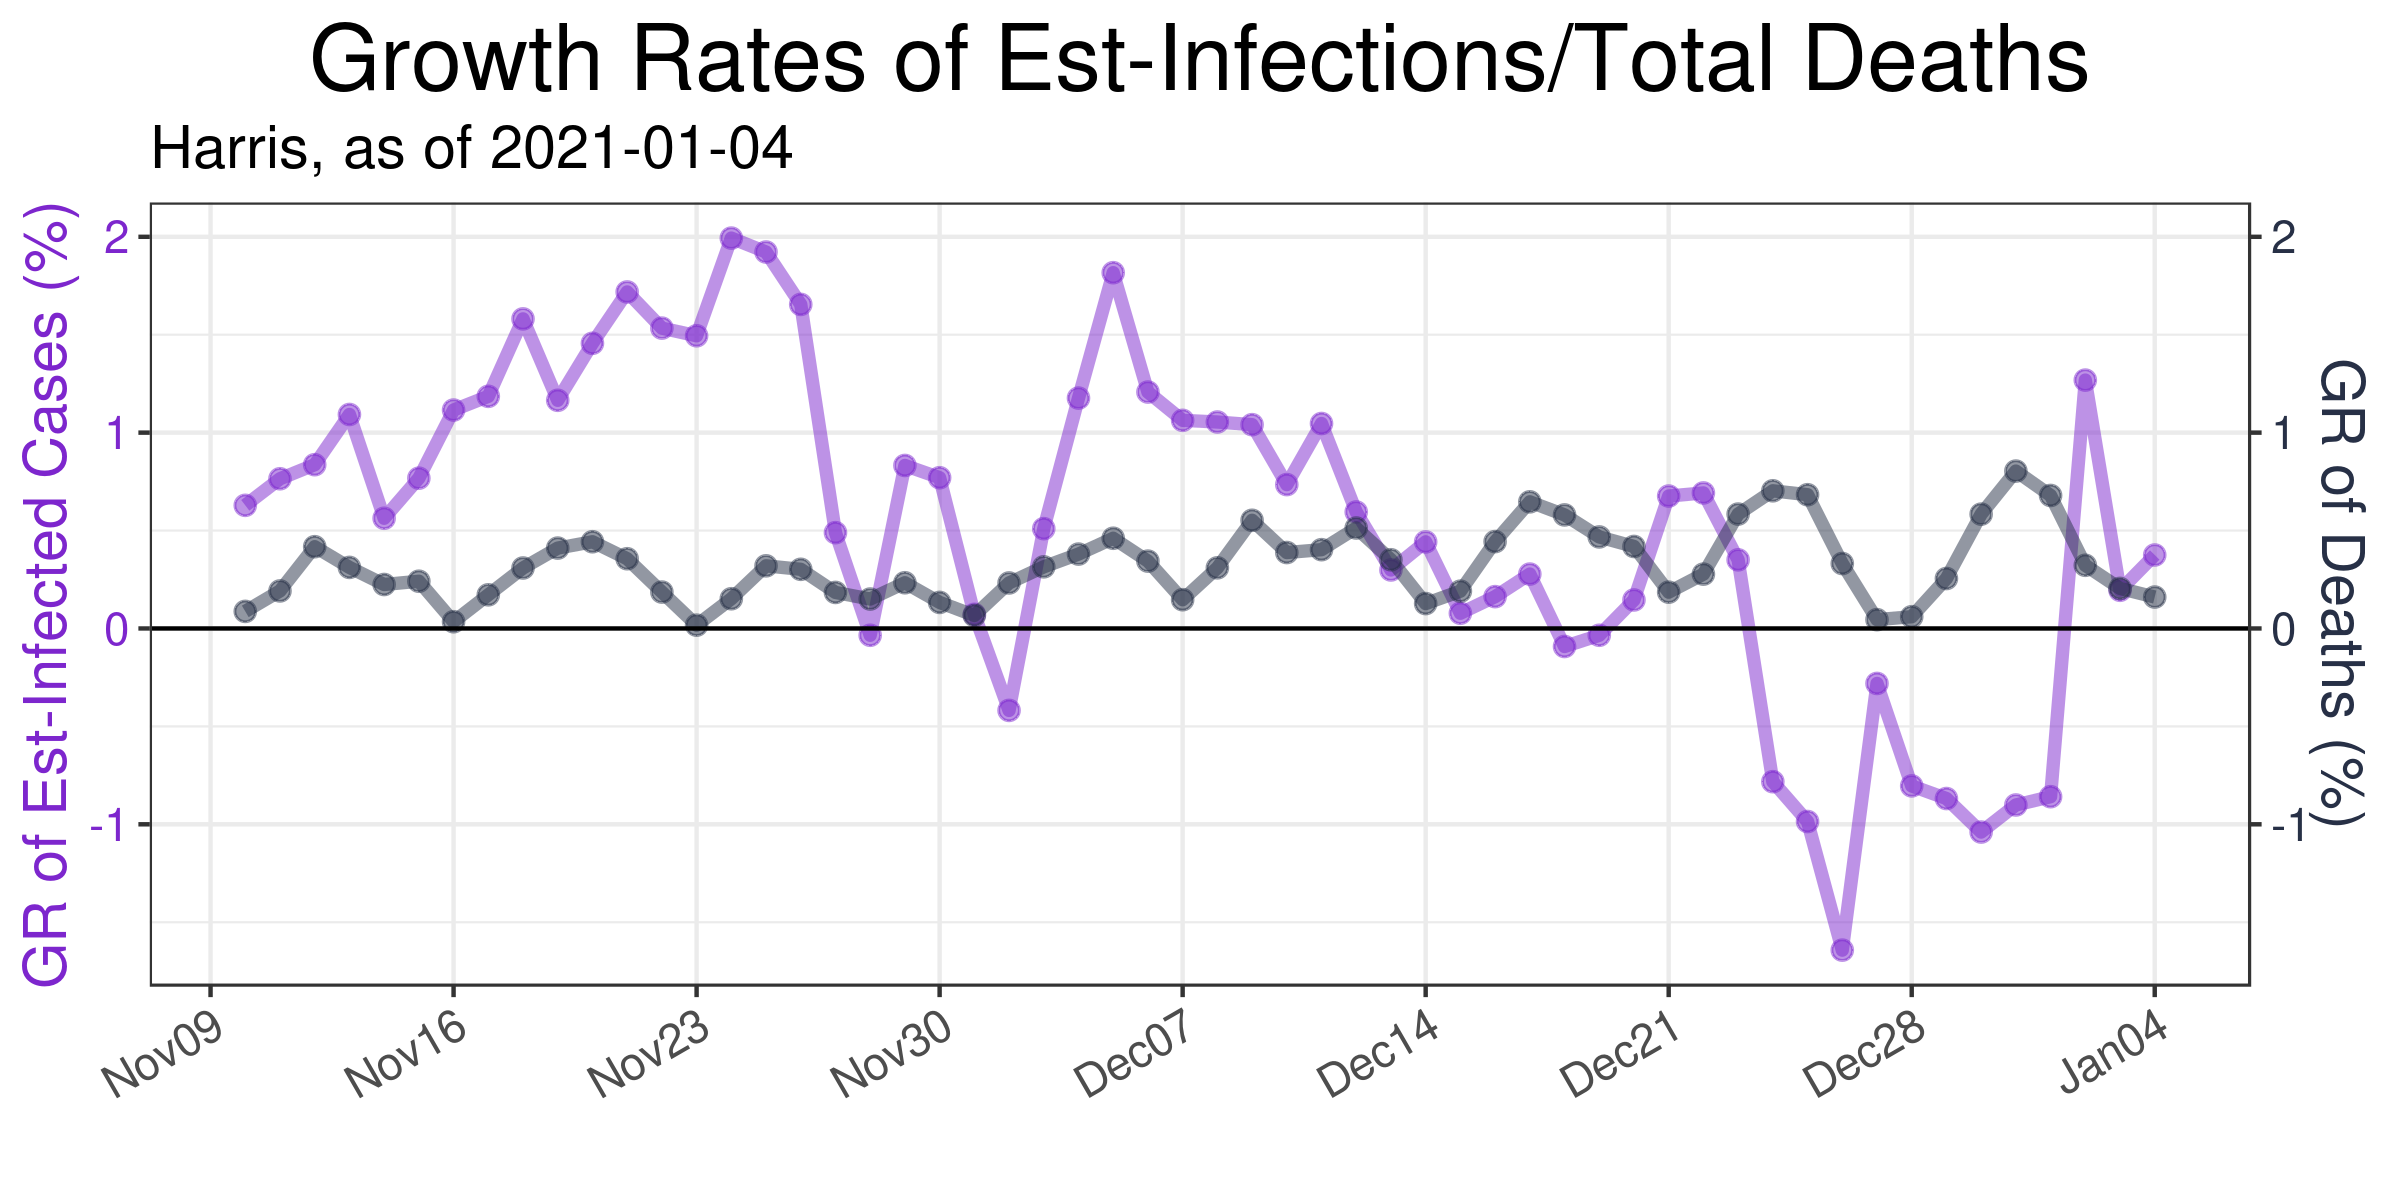 Growth Rates of Est-Infections/Total Deaths
Harris, as of 2021-01-04
GR of Est-Infected Cases (%)
2
1
0
-1
2
1
0
-1
GR of Deaths (%)
Nov09
Nov16
Nov23
Nov30
Dec07
Dec14
Dec21
Dec28
Jan04